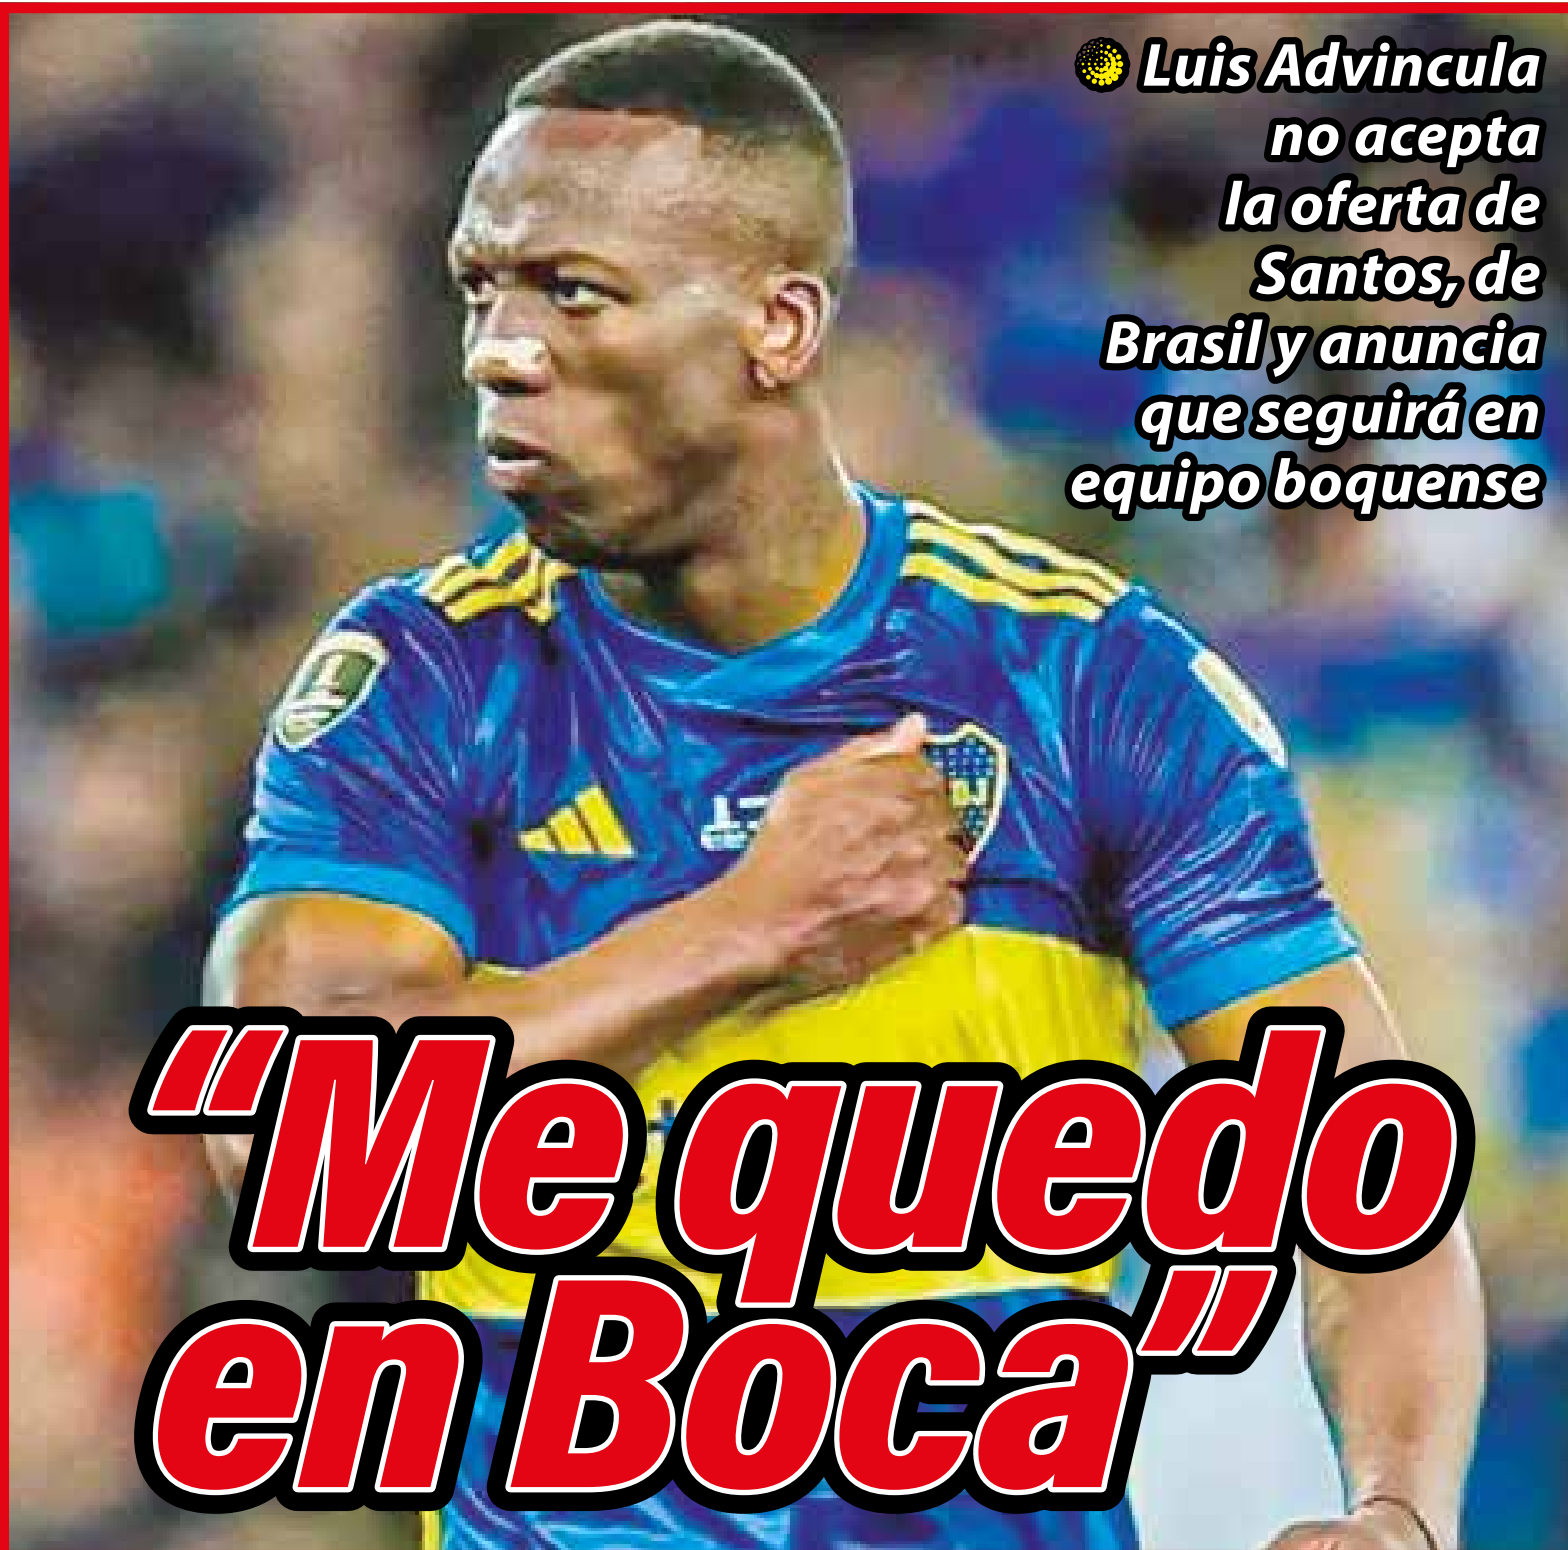 Luis Advincula
no acepta
la oferta de
Santos, de
Brasil y anuncia
que seguirá en
equipo boquense
“Me quedo
en Boca”